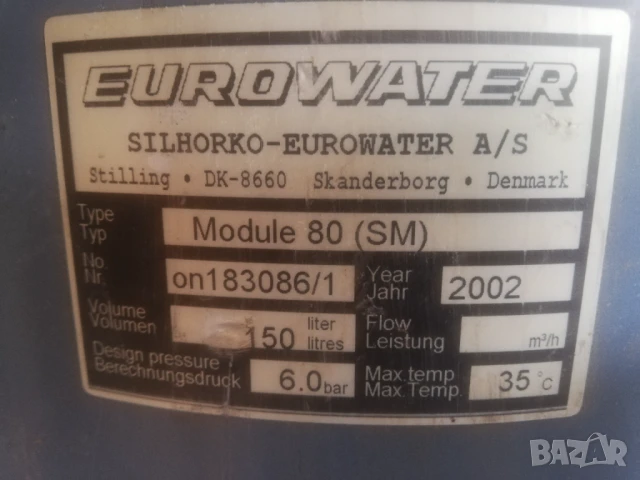 EUROWATER
SILHORKO-EUROWATER A/S
Stilling • DK-8660 Skanderborg • Denmark
Type
Typ
Module 80 (SM)
No.
Nr.
on183086/1
Year
Jahr
2002
Volume
Volumen
150 liter
litres
Flow
Leistung
m³/h
Design pressure
Berechnungsdruck
6.0 bar
Max.temp
Max.Temp.
35 °C
BAZAR